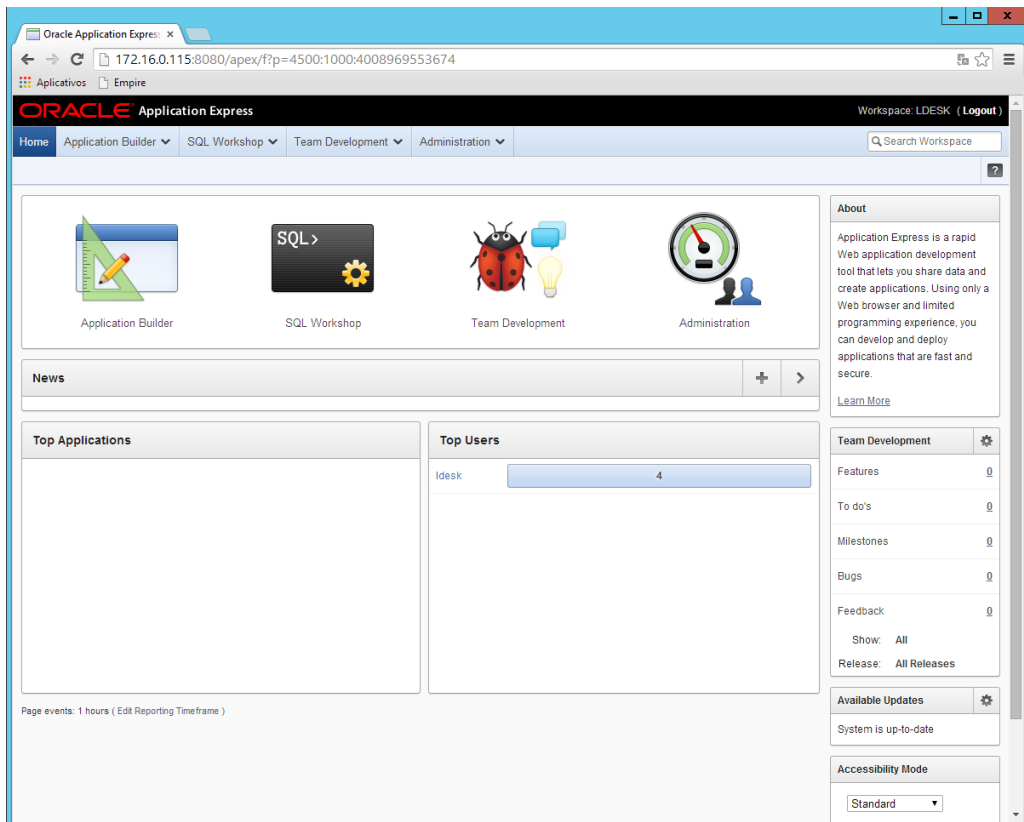 Oracle Application Expres
172.16.0.115:8080/apex/f?p=4500:1000:4008969553674
Aplicativos Empire
ORACLE Application Express
Workspace: LDESK ( Logout )
Home Application Builder SQL Workshop Team Development Administration
Search Workspace
?
SQL>
Application Builder SQL Workshop Team Development Administration
News
Top Applications
Top Users
ldesk 4
Page events: 1 hours ( Edit Reporting Timeframe )
About
Application Express is a rapid
Web application development
tool that lets you share data and
create applications. Using only a
Web browser and limited
programming experience, you
can develop and deploy
applications that are fast and
secure.
Learn More
Team Development
Features 0
To do's 0
Milestones 0
Bugs 0
Feedback 0
Show: All
Release: All Releases
Available Updates
System is up-to-date
Accessibility Mode
Standard